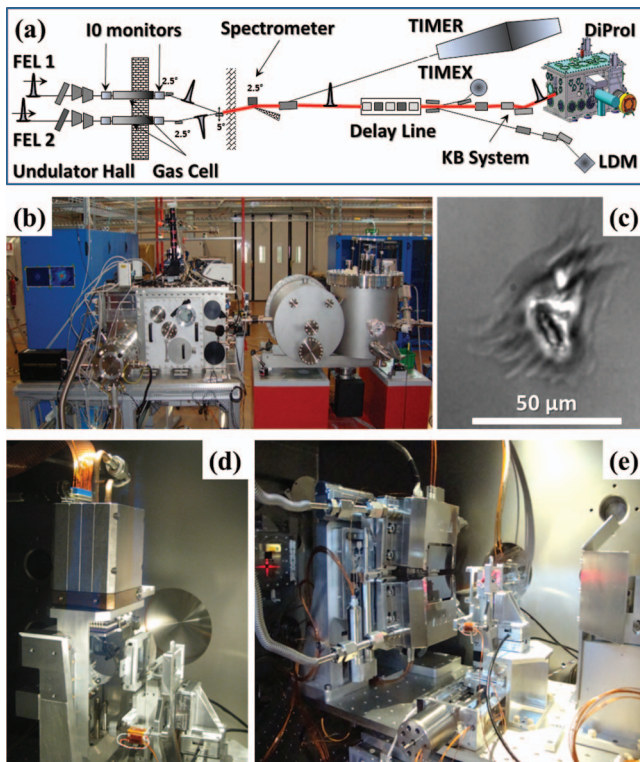 (a)
I0 monitors
Spectrometer
TIMER
DiProI
FEL 1
2.5°
2.5°
TIMEX
5°
2.5°
FEL 2
Delay Line
Undulator Hall
Gas Cell
KB System
LDM
(b)
(c)
50 μm
(d)
(e)